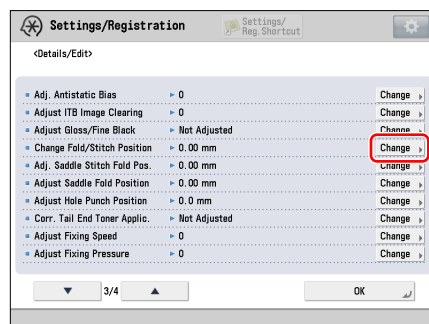 Settings/Registration
Settings/
Reg.Shortcut
<Details/Edit>
Adj. Antistatic Bias ► 0 Change
Adjust ITB Image Clearing ► 0 Change
Adjust Gloss/Fine Black ► Not Adjusted Change
Change Fold/Stitch Position ► 0.00 mm Change
Adj. Saddle Stitch Fold Pos. ► 0.00 mm Change
Adjust Saddle Fold Position ► 0.00 mm Change
Adjust Hole Punch Position ► 0.0 mm Change
Corr. Tail End Toner Applic. ► Not Adjusted Change
Adjust Fixing Speed ► 0 Change
Adjust Fixing Pressure ► 0 Change
▼ 3/4 ▲ OK